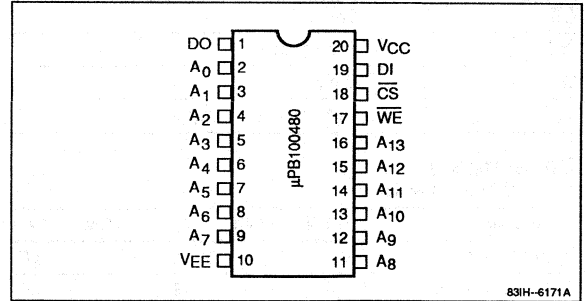 DO 1 20 VCC
A0 2 19 DI
A1 3 18 CS
A2 4 17 WE
A3 5 16 A13
A4 6 15 A12
A5 7 14 A11
A6 8 13 A10
A7 9 12 A9
VEE 10 11 A8
µPB100480
83IH--6171A